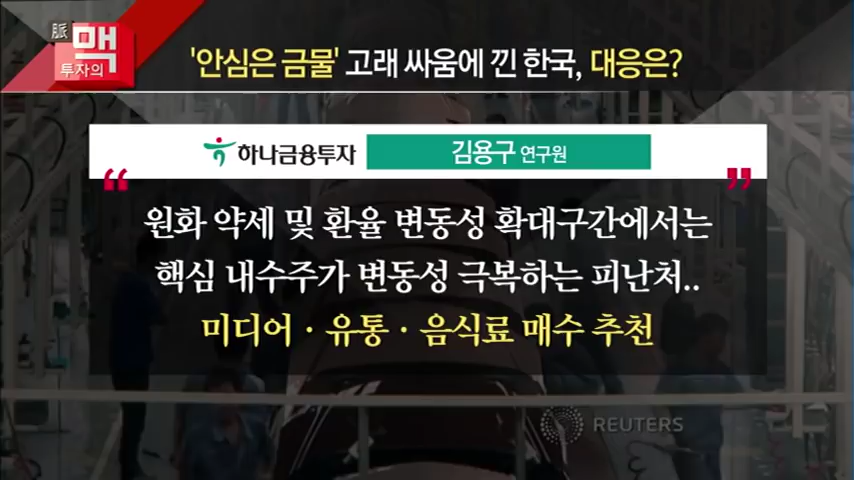 脈
맥
투자의
'안심은 금물' 고래 싸움에 낀 한국, 대응은?
하나금융투자 김용구 연구원
“ ”
원화 약세 및 환율 변동성 확대구간에서는
핵심 내수주가 변동성 극복하는 피난처..
미디어 · 유통 · 음식료 매수 추천
REUTERS